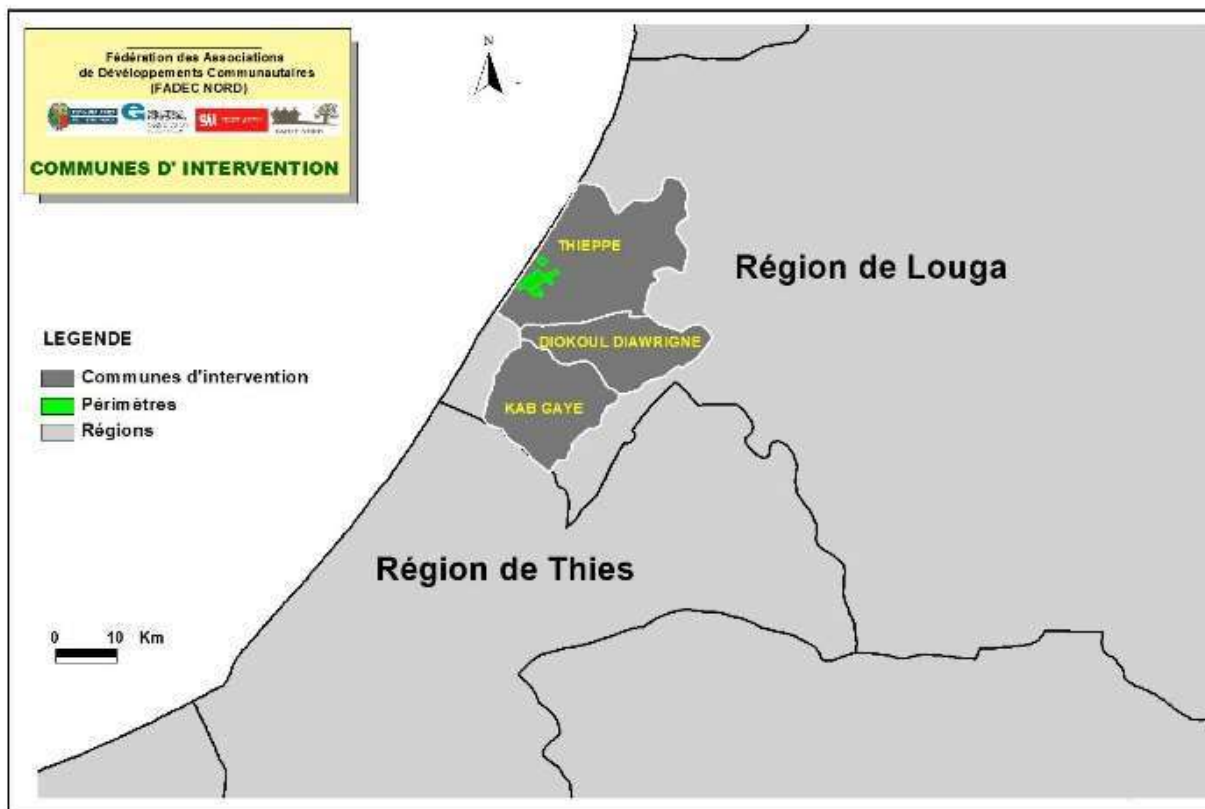 Fédération des Associations
de Développements Communautaires
(FADEC NORD)
COMMUNES D' INTERVENTION
N
THIEPPE
Région de Louga
DIOKOUL DIAWRIGNE
KAB GAYE
LEGENDE
Communes d'intervention
Périmètres
Régions
Région de Thies
0 10 Km